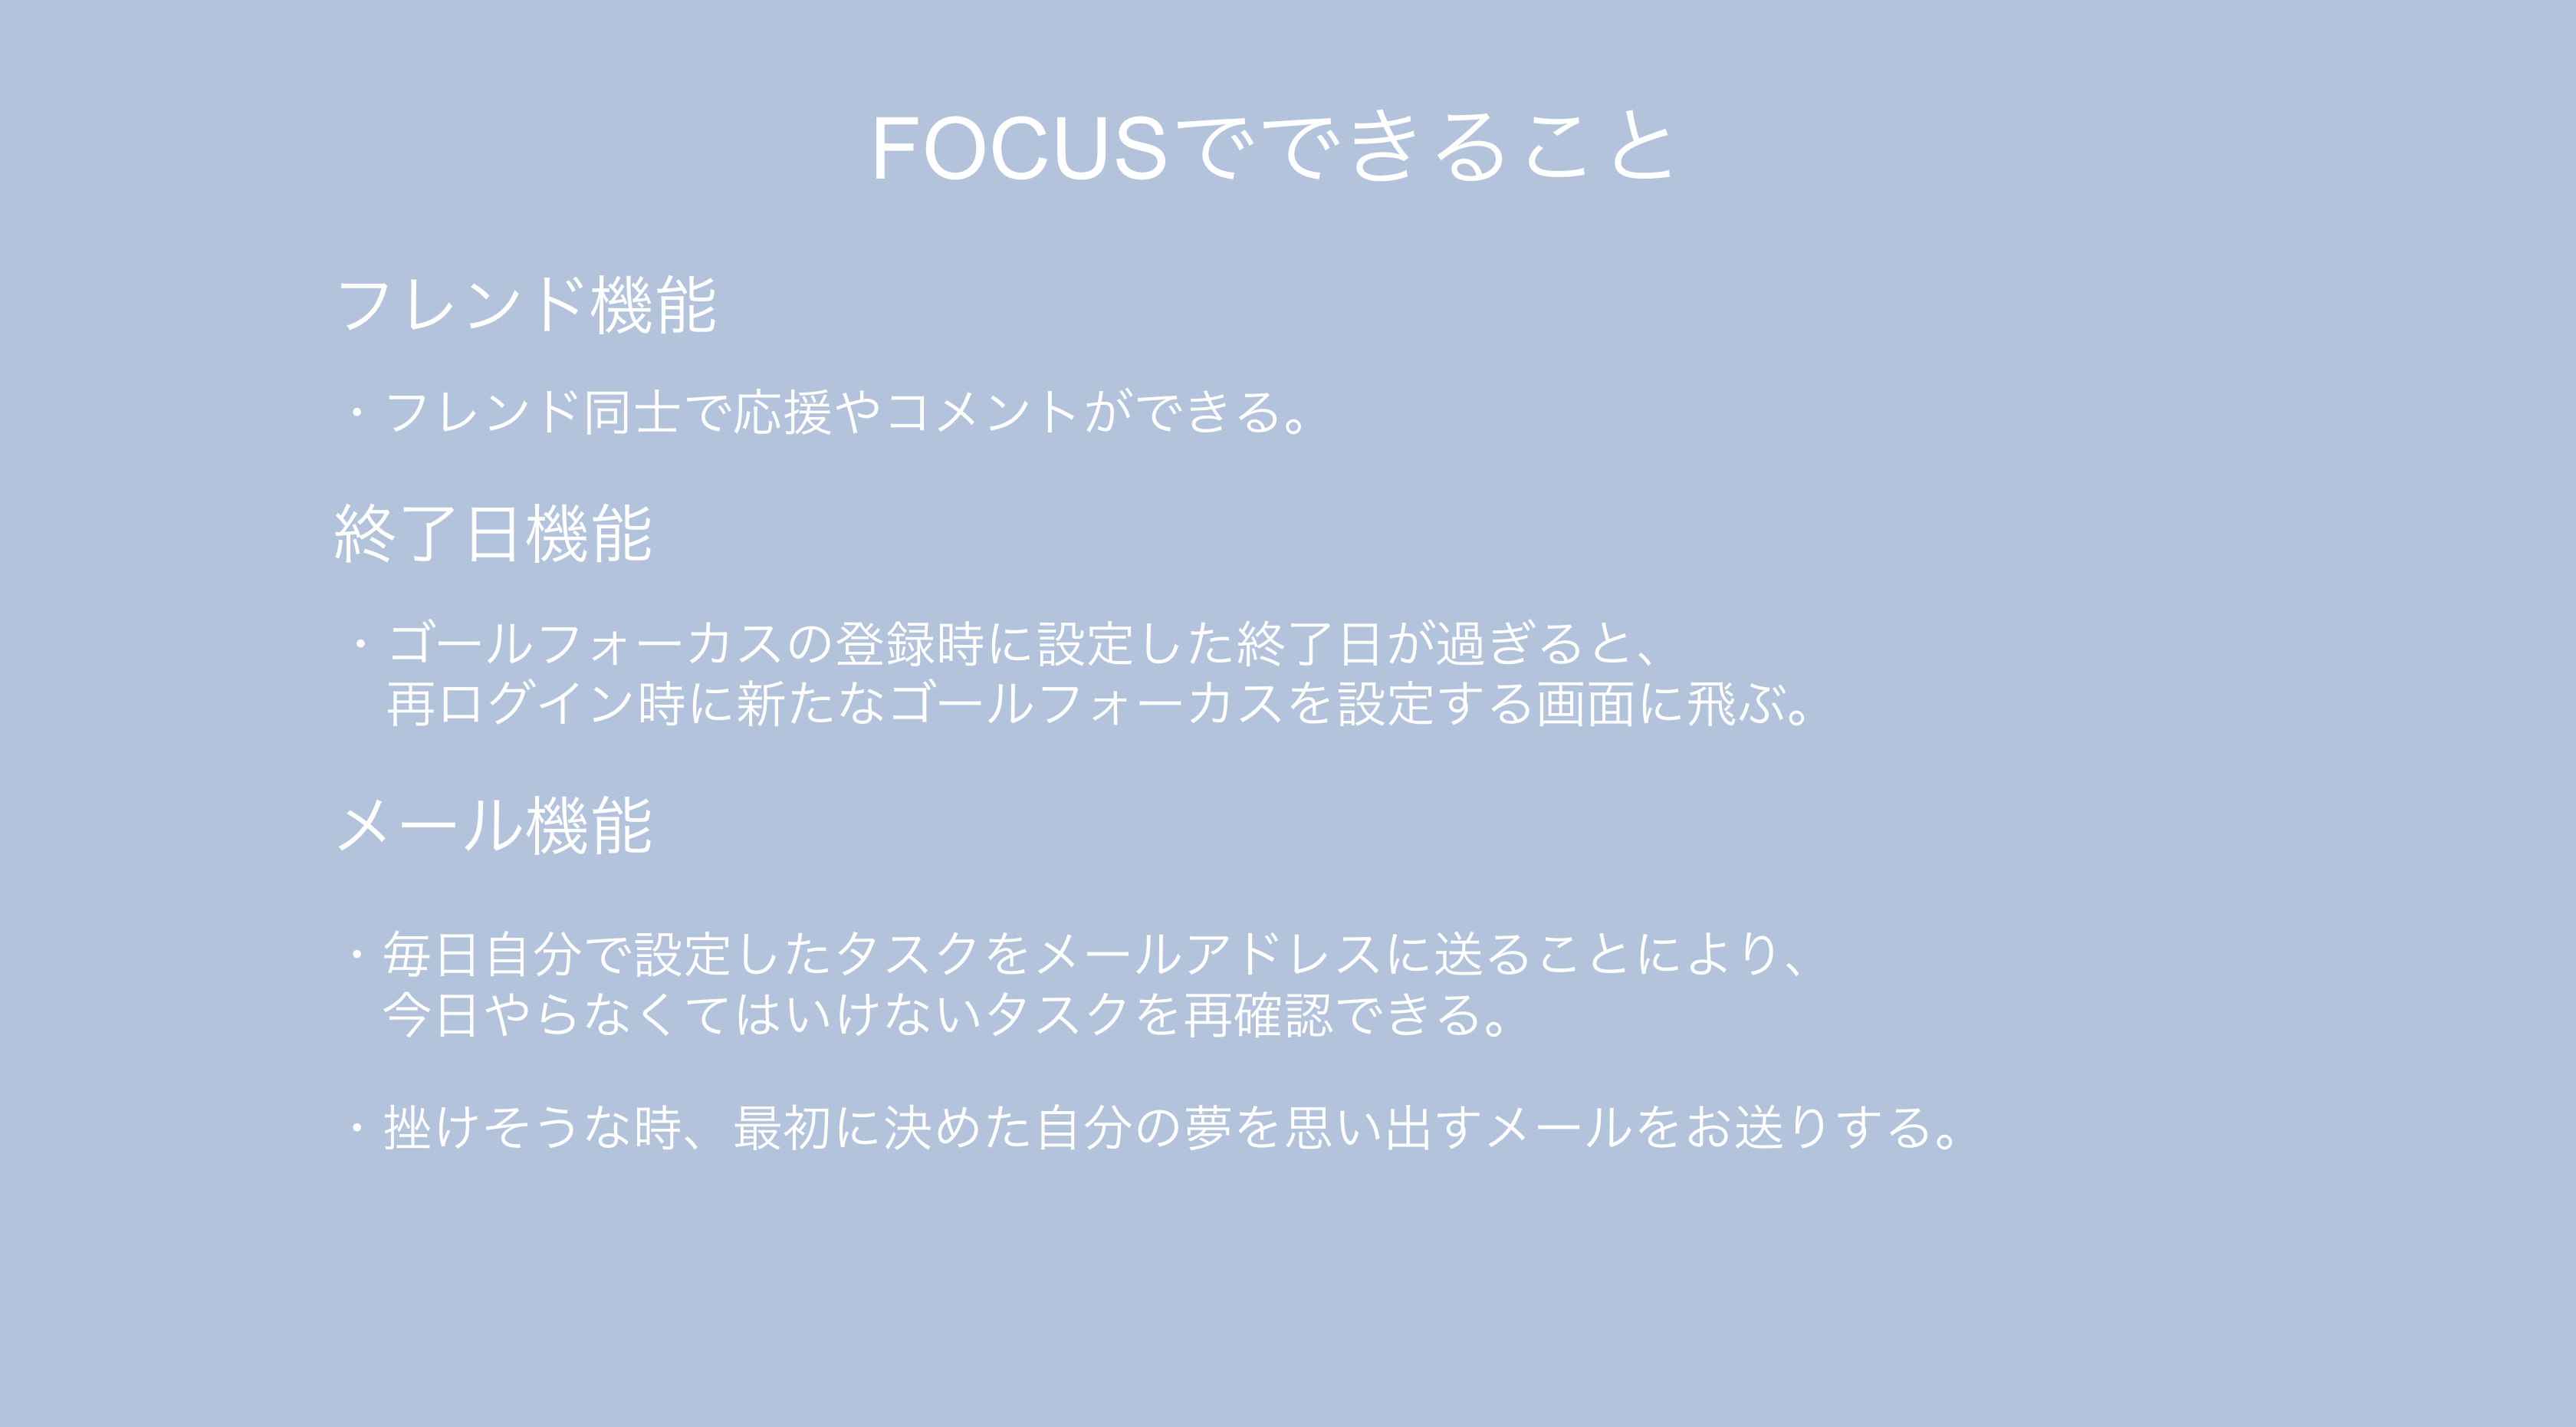 FOCUSでできること
フレンド機能
・フレンド同士で応援やコメントができる。
終了日機能
・ゴールフォーカスの登録時に設定した終了日が過ぎると、
再ログイン時に新たなゴールフォーカスを設定する画面に飛ぶ。
メール機能
・毎日自分で設定したタスクをメールアドレスに送ることにより、
今日やらなくてはいけないタスクを再確認できる。
・挫けそうな時、最初に決めた自分の夢を思い出すメールをお送りする。